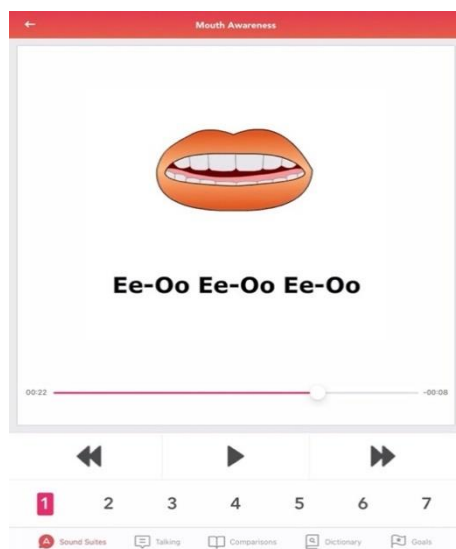 Mouth Awareness
Ee-Oo Ee-Oo Ee-Oo
00:22 -00:08
1 2 3 4 5 6 7
Sound Suites Talking Comparisons Dictionary Goals